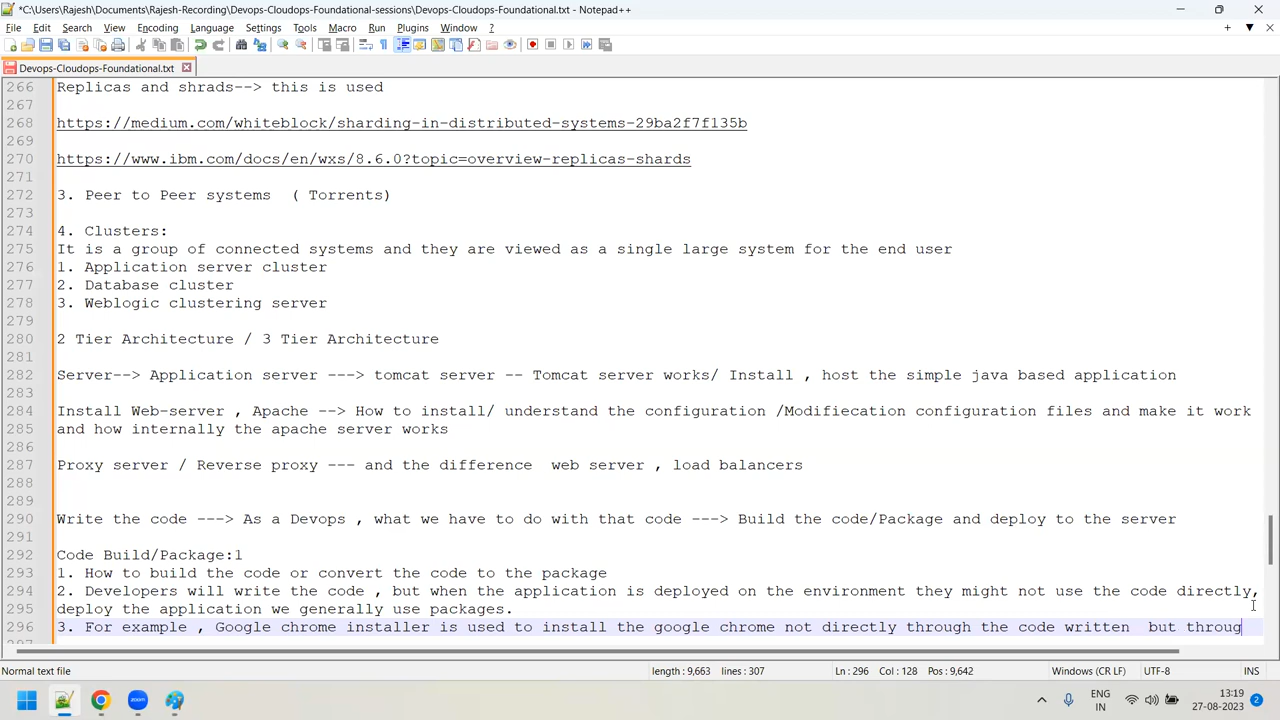 *C:\Users\Rajesh\Documents\Rajesh-Recording\Devops-Cloudops-Foundational-sessions\Devops-Cloudops-Foundational.txt - Notepad++
File Edit Search View Encoding Language Settings Tools Macro Run Plugins Window ?
Devops-Cloudops-Foundational.txt
266 Replicas and shrads--> this is used
267
268 https://medium.com/whiteblock/sharding-in-distributed-systems-29ba2f7f135b
269
270 https://www.ibm.com/docs/en/wxs/8.6.0?topic=overview-replicas-shards
271
272 3. Peer to Peer systems  ( Torrents)
273
274 4. Clusters:
275 It is a group of connected systems and they are viewed as a single large system for the end user
276 1. Application server cluster
277 2. Database cluster
278 3. Weblogic clustering server
279
280 2 Tier Architecture / 3 Tier Architecture
281
282 Server--> Application server ---> tomcat server -- Tomcat server works/ Install , host the simple java based application
283
284 Install Web-server , Apache --> How to install/ understand the configuration /Modifiecation configuration files and make it work
285 and how internally the apache server works
286
287 Proxy server / Reverse proxy --- and the difference  web server , load balancers
288
289
290 Write the code ---> As a Devops , what we have to do with that code ---> Build the code/Package and deploy to the server
291
292 Code Build/Package:1
293 1. How to build the code or convert the code to the package
294 2. Developers will write the code , but when the application is deployed on the environment they might not use the code directly,
295 deploy the application we generally use packages.
296 3. For example , Google chrome installer is used to install the google chrome not directly through the code written  but throug
Normal text file length : 9,663 lines : 307 Ln : 296 Col : 128 Pos : 9,642 Windows (CR LF) UTF-8 INS
zoom ENG IN 13:19 27-08-2023 2